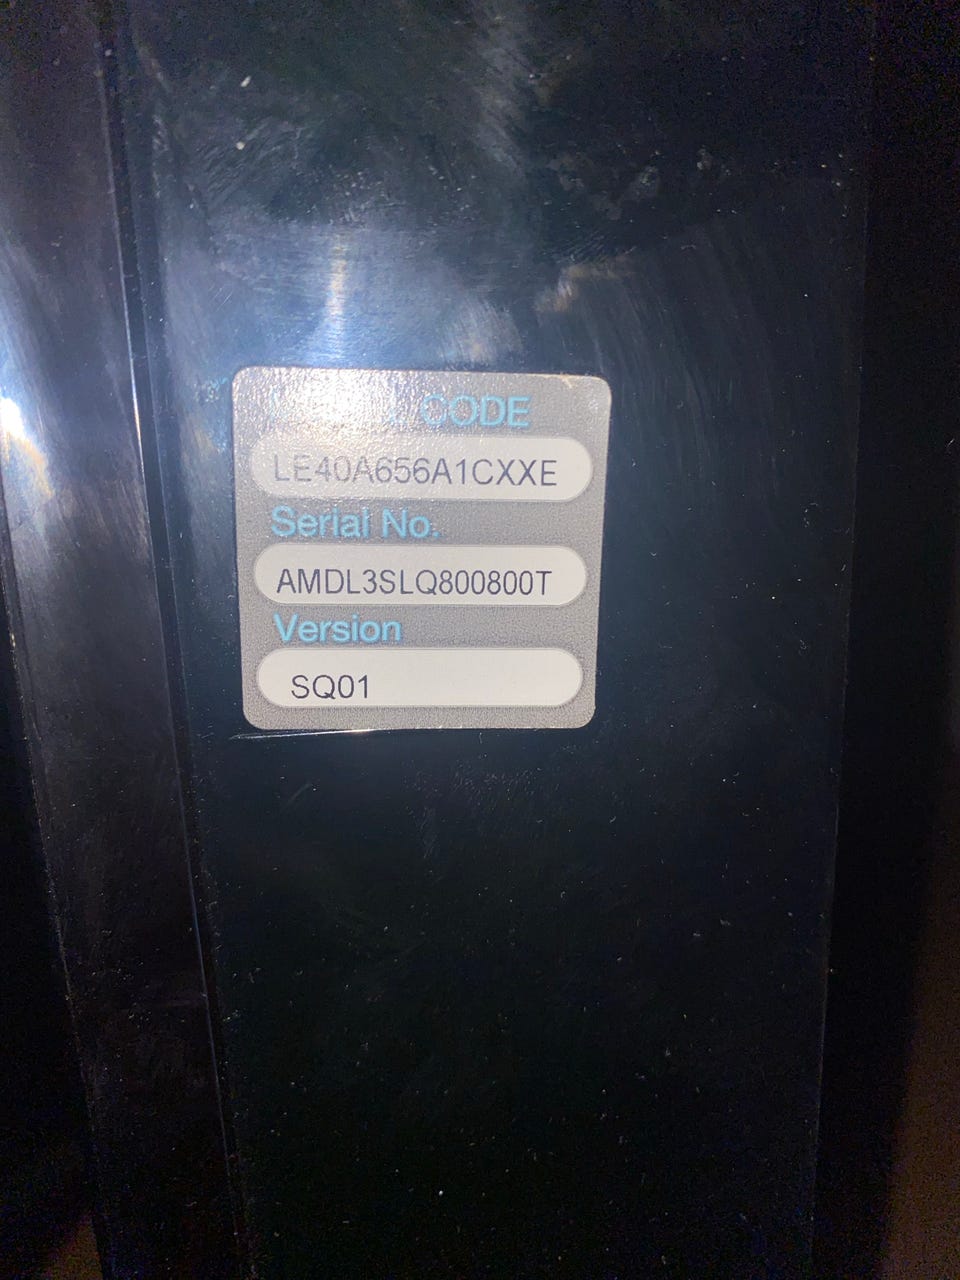 CODE
LE40A656A1CXXE
Serial No.
AMDL3SLQ800800T
Version
SQ01